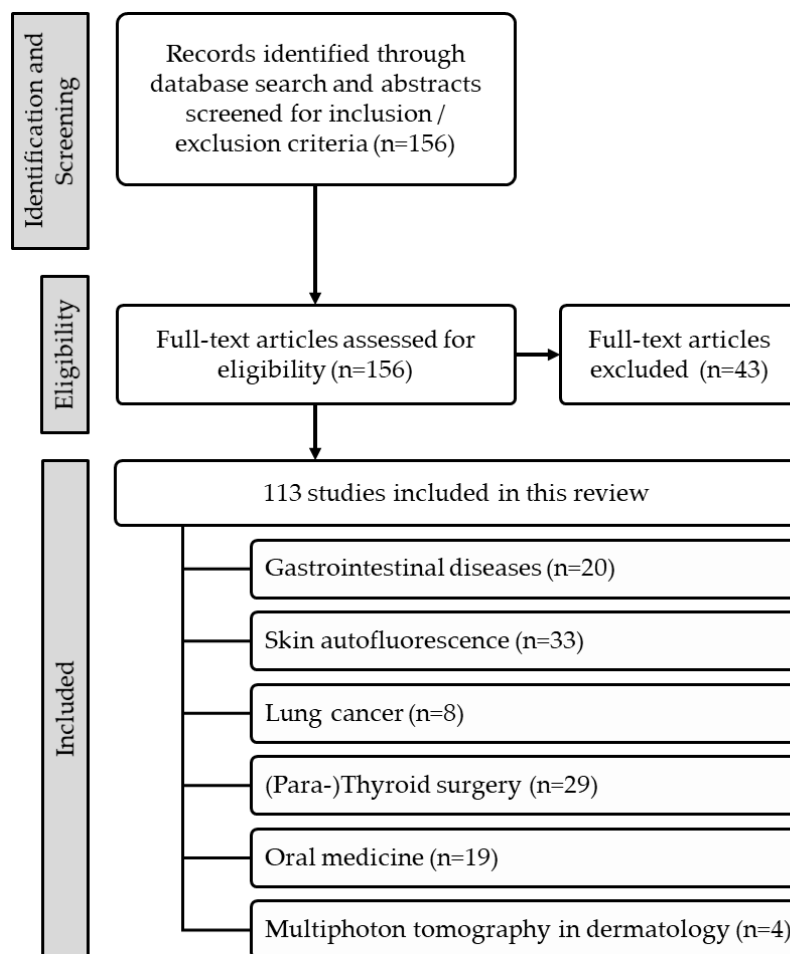 Identification and
Screening
Records identified through
database search and abstracts
screened for inclusion /
exclusion criteria (n=156)
Eligibility
Full-text articles assessed for
eligibility (n=156)
Full-text articles
excluded (n=43)
Included
113 studies included in this review
Gastrointestinal diseases (n=20)
Skin autofluorescence (n=33)
Lung cancer (n=8)
(Para-)Thyroid surgery (n=29)
Oral medicine (n=19)
Multiphoton tomography in dermatology (n=4)